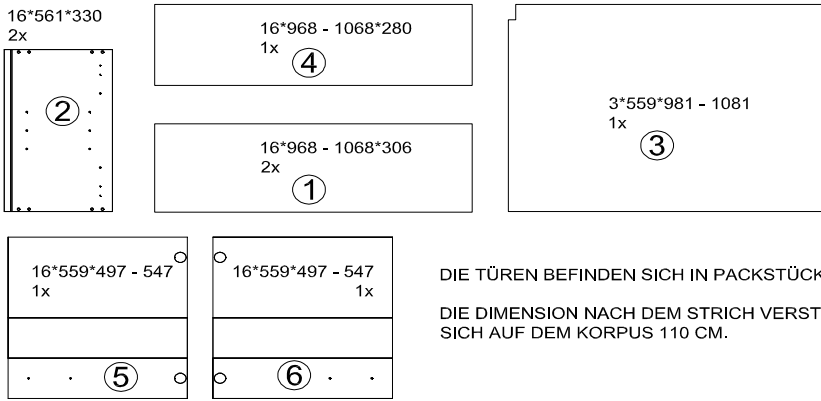 16*561*330
2x
2
16*968 - 1068*280
1x
4
16*968 - 1068*306
2x
1
3*559*981 - 1081
1x
3
16*559*497 - 547
1x
5
16*559*497 - 547
1x
6
DIE TÜREN BEFINDEN SICH IN PACKSTÜCK
DIE DIMENSION NACH DEM STRICH VERST
SICH AUF DEM KORPUS 110 CM.